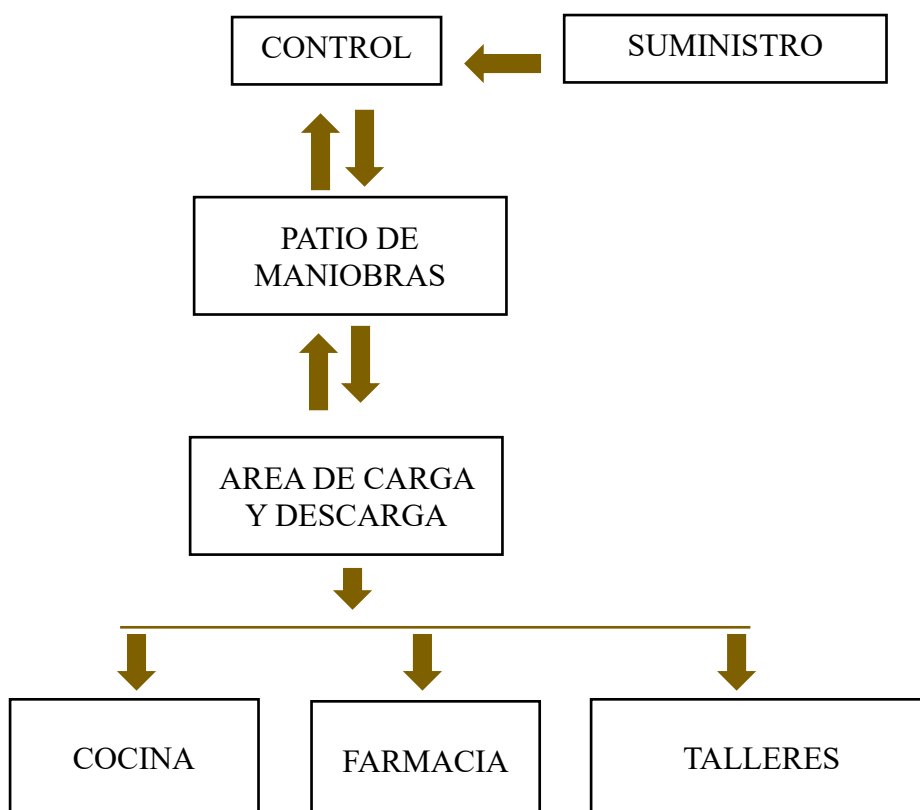 CONTROL
SUMINISTRO
PATIO DE
MANIOBRAS
AREA DE CARGA
Y DESCARGA
COCINA
FARMACIA
TALLERES